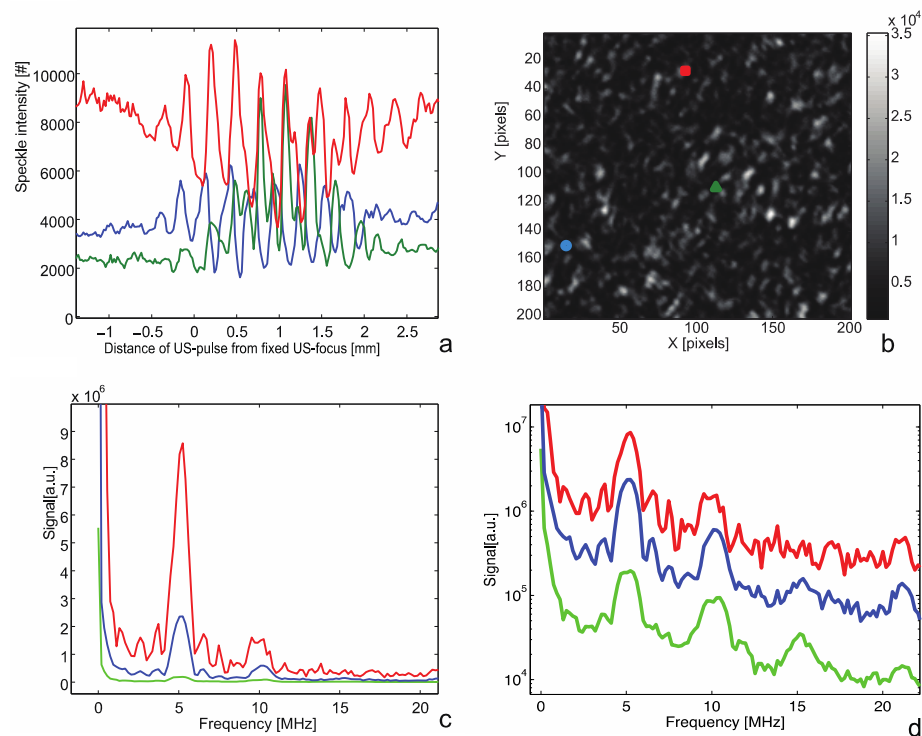 Speckle intensity [#]
10000
8000
6000
4000
2000
0
−1 −0.5 0 0.5 1 1.5 2 2.5
Distance of US-pulse from fixed US-focus [mm]
a
Y [pixels]
20
40
60
80
100
120
140
160
180
200
50 100 150 200
X [pixels]
x 10^4
3.5
3
2.5
2
1.5
1
0.5
b
x 10^6
Signal[a.u.]
9
8
7
6
5
4
3
2
1
0
0 5 10 15 20
Frequency [MHz]
c
Signal[a.u.]
10^7
10^6
10^5
10^4
0 5 10 15 20
Frequency [MHz]
d